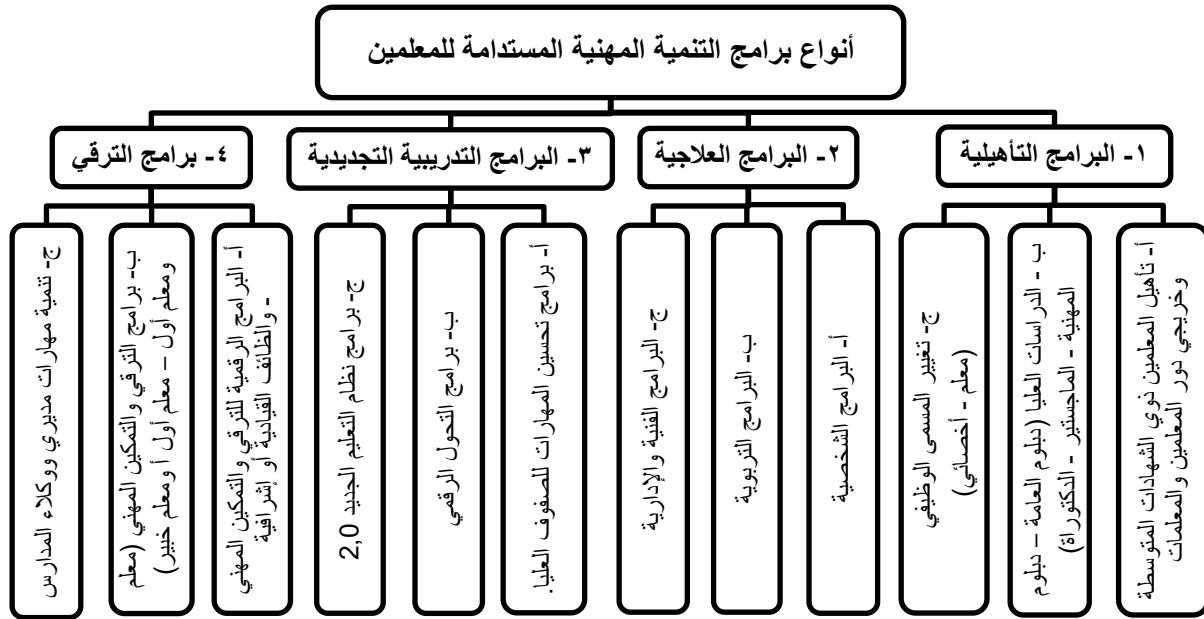 أنواع برامج التنمية المهنية المستدامة للمعلمين
١- البرامج التأهيلية
٢- البرامج العلاجية
٣- البرامج التدريبية التجديدية
٤- برامج الترقي
أ- تأهيل المعلمين ذوي الشهادات المتوسطة
وخريجي دور المعلمين والمعلمات
ب - الدراسات العليا (دبلوم العامة – دبلوم
المهنية - الماجستير - الدكتوراة)
ج- تغيير المسمى الوظيفي
(معلم - أخصائي)
أ- البرامج الشخصية
ب- البرامج التربوية
ج- البرامج الفنية والإدارية
أ- برامج تحسين المهارات للصفوف العليا.
ب- برامج التحول الرقمي
ج- برامج نظام التعليم الجديد 2,0
أ- البرامج الرقمية للترقي والتمكين المهني
- والظائف القيادية أو إشرافية
ب- برامج الترقي والتمكين المهني (معلم
ومعلم أول – معلم أول أ ومعلم خبير)
ج- تنمية مهارات مديري ووكلاء المدارس